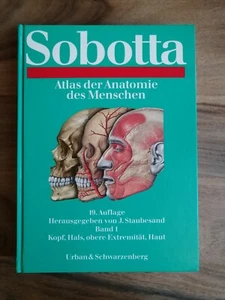 Sobotta
Atlas der Anatomie
des Menschen
19. Auflage
Herausgegeben von J. Staubesand
Band 1
Kopf, Hals, obere Extremität, Haut
Urban & Schwarzenberg